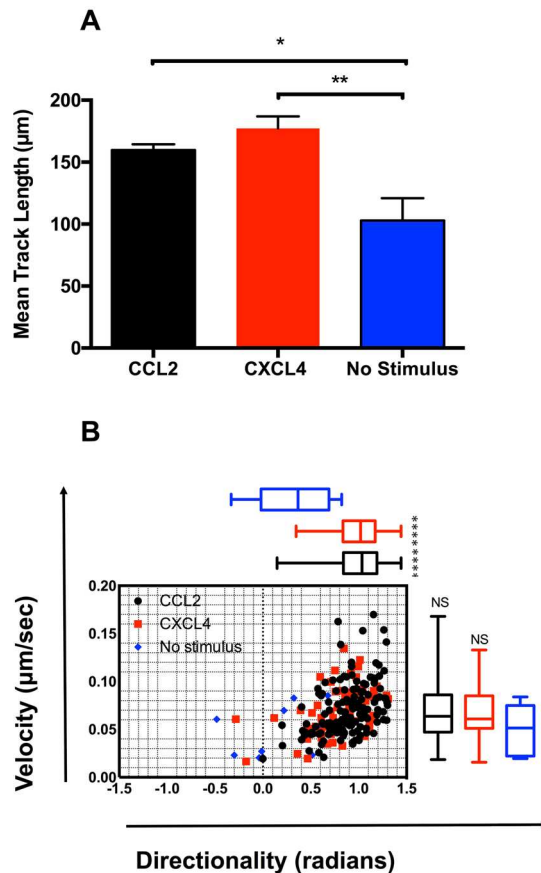 A
*
**
Mean Track Length (µm)
200
150
100
50
0
CCL2 CXCL4 No Stimulus
B
********
Velocity (µm/sec)
0.20
0.15
0.10
0.05
0.00
CCL2
CXCL4
No stimulus
NS
NS
-1.5 -1.0 -0.5 0.0 0.5 1.0 1.5
Directionality (radians)